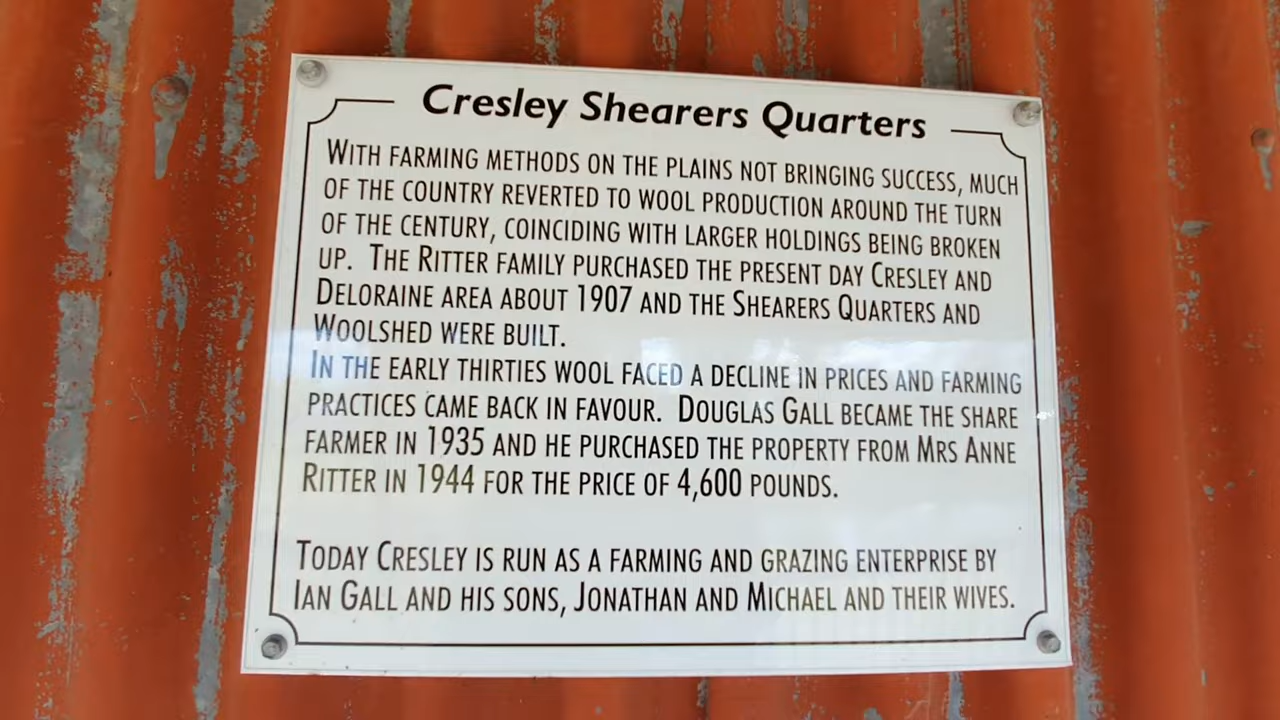 Cresley Shearers Quarters
WITH FARMING METHODS ON THE PLAINS NOT BRINGING SUCCESS, MUCH
OF THE COUNTRY REVERTED TO WOOL PRODUCTION AROUND THE TURN
OF THE CENTURY, COINCIDING WITH LARGER HOLDINGS BEING BROKEN
UP. THE RITTER FAMILY PURCHASED THE PRESENT DAY CRESLEY AND
DELORAINE AREA ABOUT 1907 AND THE SHEARERS QUARTERS AND
WOOLSHED WERE BUILT.
IN THE EARLY THIRTIES WOOL FACED A DECLINE IN PRICES AND FARMING
PRACTICES CAME BACK IN FAVOUR. DOUGLAS GALL BECAME THE SHARE
FARMER IN 1935 AND HE PURCHASED THE PROPERTY FROM MRS ANNE
RITTER IN 1944 FOR THE PRICE OF 4,600 POUNDS.
TODAY CRESLEY IS RUN AS A FARMING AND GRAZING ENTERPRISE BY
IAN GALL AND HIS SONS, JONATHAN AND MICHAEL AND THEIR WIVES.